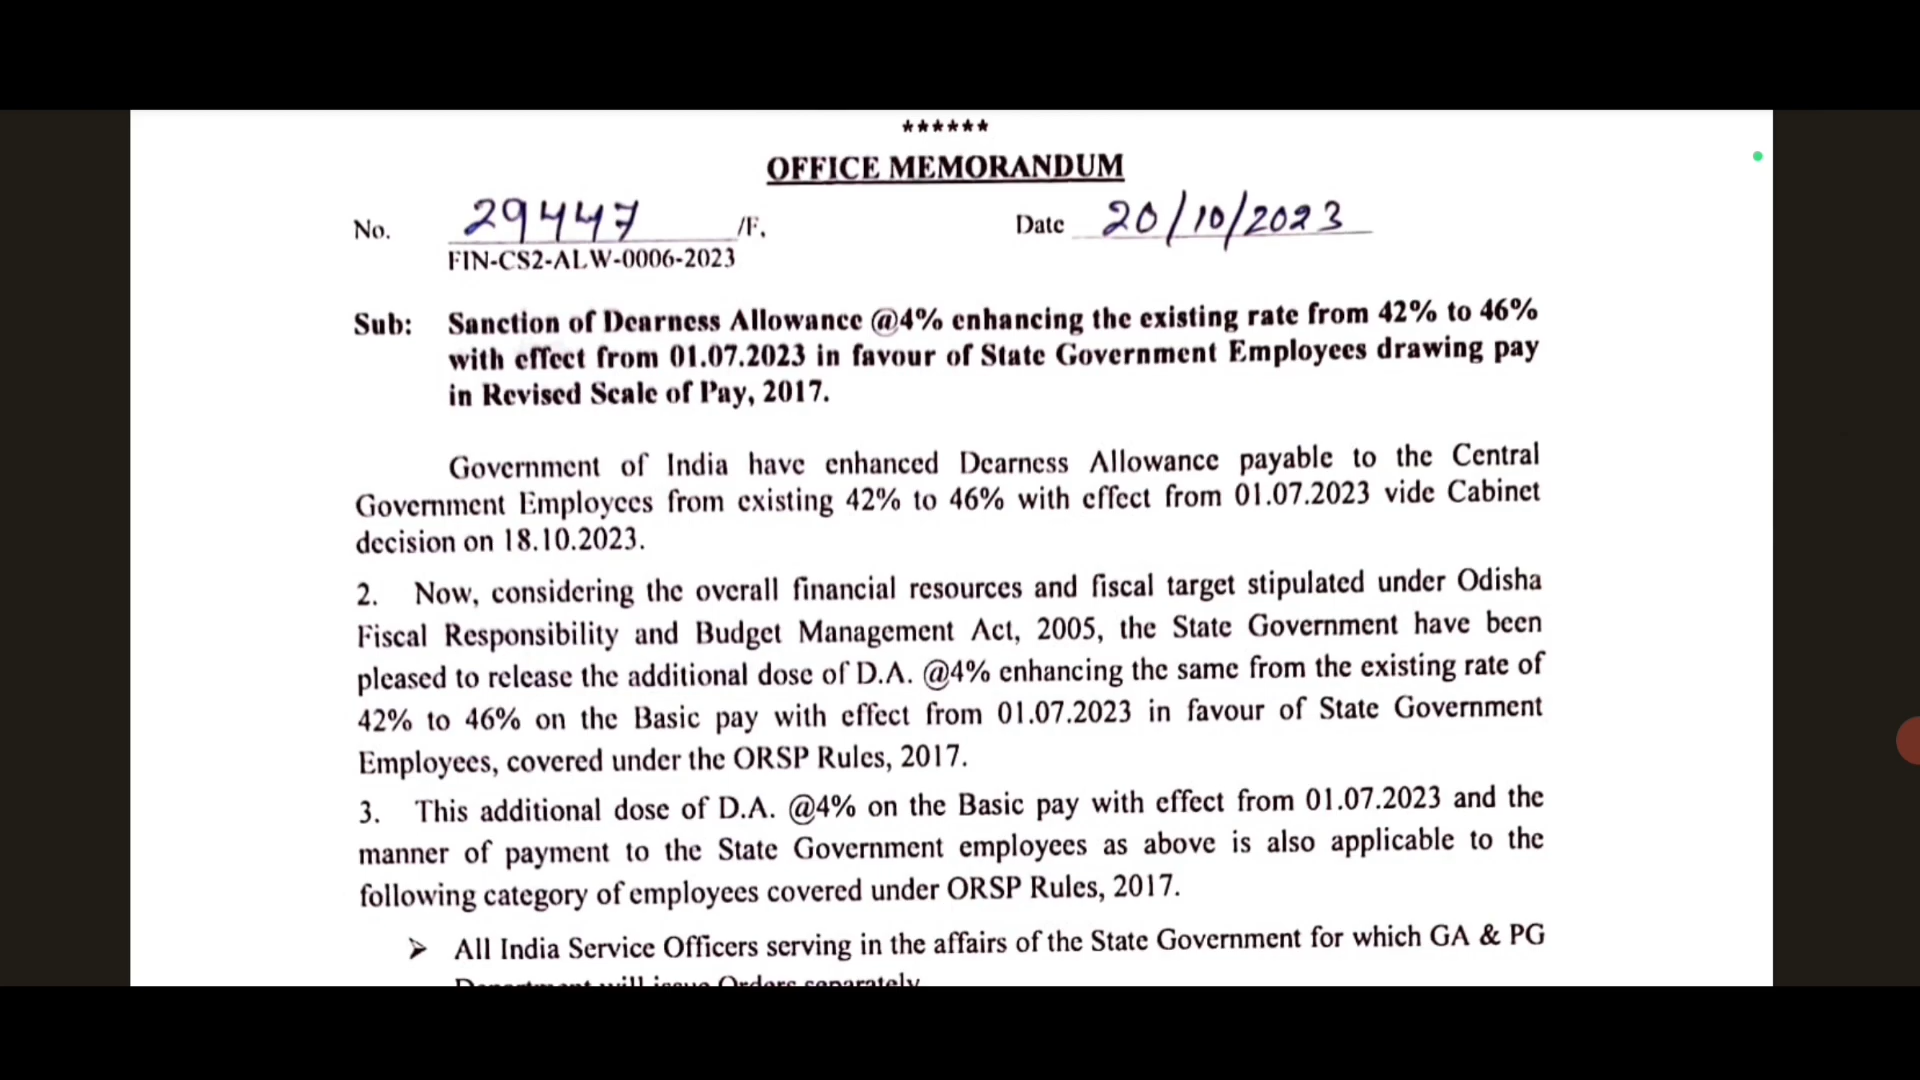 ******
OFFICE MEMORANDUM
No. 29447 /F, Date 20/10/2023
FIN-CS2-ALW-0006-2023
Sub: Sanction of Dearness Allowance @4% enhancing the existing rate from 42% to 46%
with effect from 01.07.2023 in favour of State Government Employees drawing pay
in Revised Scale of Pay, 2017.
Government of India have enhanced Dearness Allowance payable to the Central
Government Employees from existing 42% to 46% with effect from 01.07.2023 vide Cabinet
decision on 18.10.2023.
2. Now, considering the overall financial resources and fiscal target stipulated under Odisha
Fiscal Responsibility and Budget Management Act, 2005, the State Government have been
pleased to release the additional dose of D.A. @4% enhancing the same from the existing rate of
42% to 46% on the Basic pay with effect from 01.07.2023 in favour of State Government
Employees, covered under the ORSP Rules, 2017.
3. This additional dose of D.A. @4% on the Basic pay with effect from 01.07.2023 and the
manner of payment to the State Government employees as above is also applicable to the
following category of employees covered under ORSP Rules, 2017.
➤ All India Service Officers serving in the affairs of the State Government for which GA & PG
Department will issue Orders separately